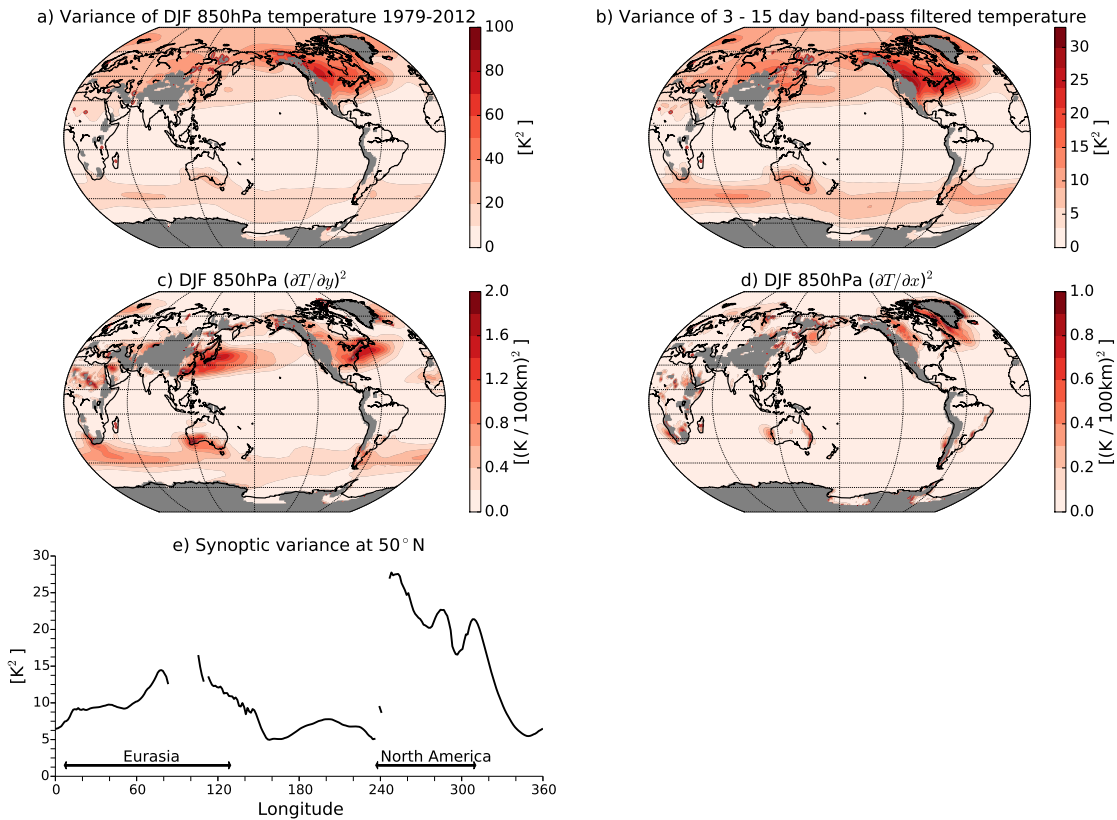 a) Variance of DJF 850hPa temperature 1979-2012
100
80
60
40
20
0
[K²]
b) Variance of 3 - 15 day band-pass filtered temperature
30
25
20
15
10
5
0
[K²]
c) DJF 850hPa (∂T/∂y)²
2.0
1.6
1.2
0.8
0.4
0.0
[(K / 100km)²]
d) DJF 850hPa (∂T/∂x)²
1.0
0.8
0.6
0.4
0.2
0.0
[(K / 100km)²]
e) Synoptic variance at 50°N
30
25
20
15
10
5
0
[K²]
Eurasia
North America
0 60 120 180 240 300 360
Longitude